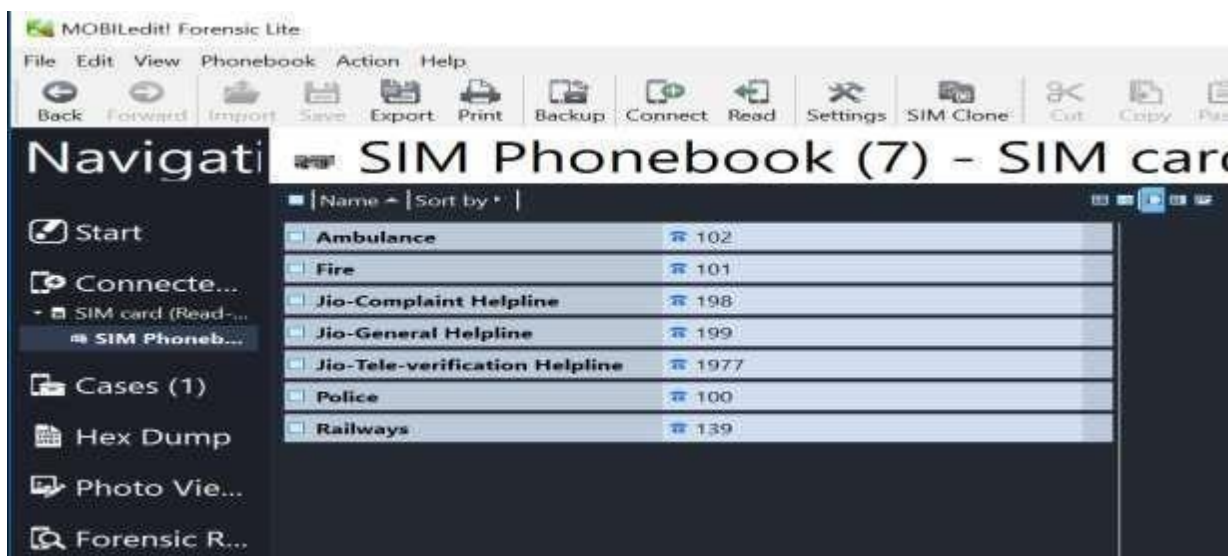 MOBILedit! Forensic Lite
File Edit View Phonebook Action Help
Back Forward Import Save Export Print Backup Connect Read Settings SIM Clone Cut Copy Pas
Navigati
SIM Phonebook (7) - SIM card
Name Sort by
Start
Connecte...
SIM card (Read-...
SIM Phoneb...
Cases (1)
Hex Dump
Photo Vie...
Forensic R...
Ambulance 102
Fire 101
Jio-Complaint Helpline 198
Jio-General Helpline 199
Jio-Tele-verification Helpline 1977
Police 100
Railways 139